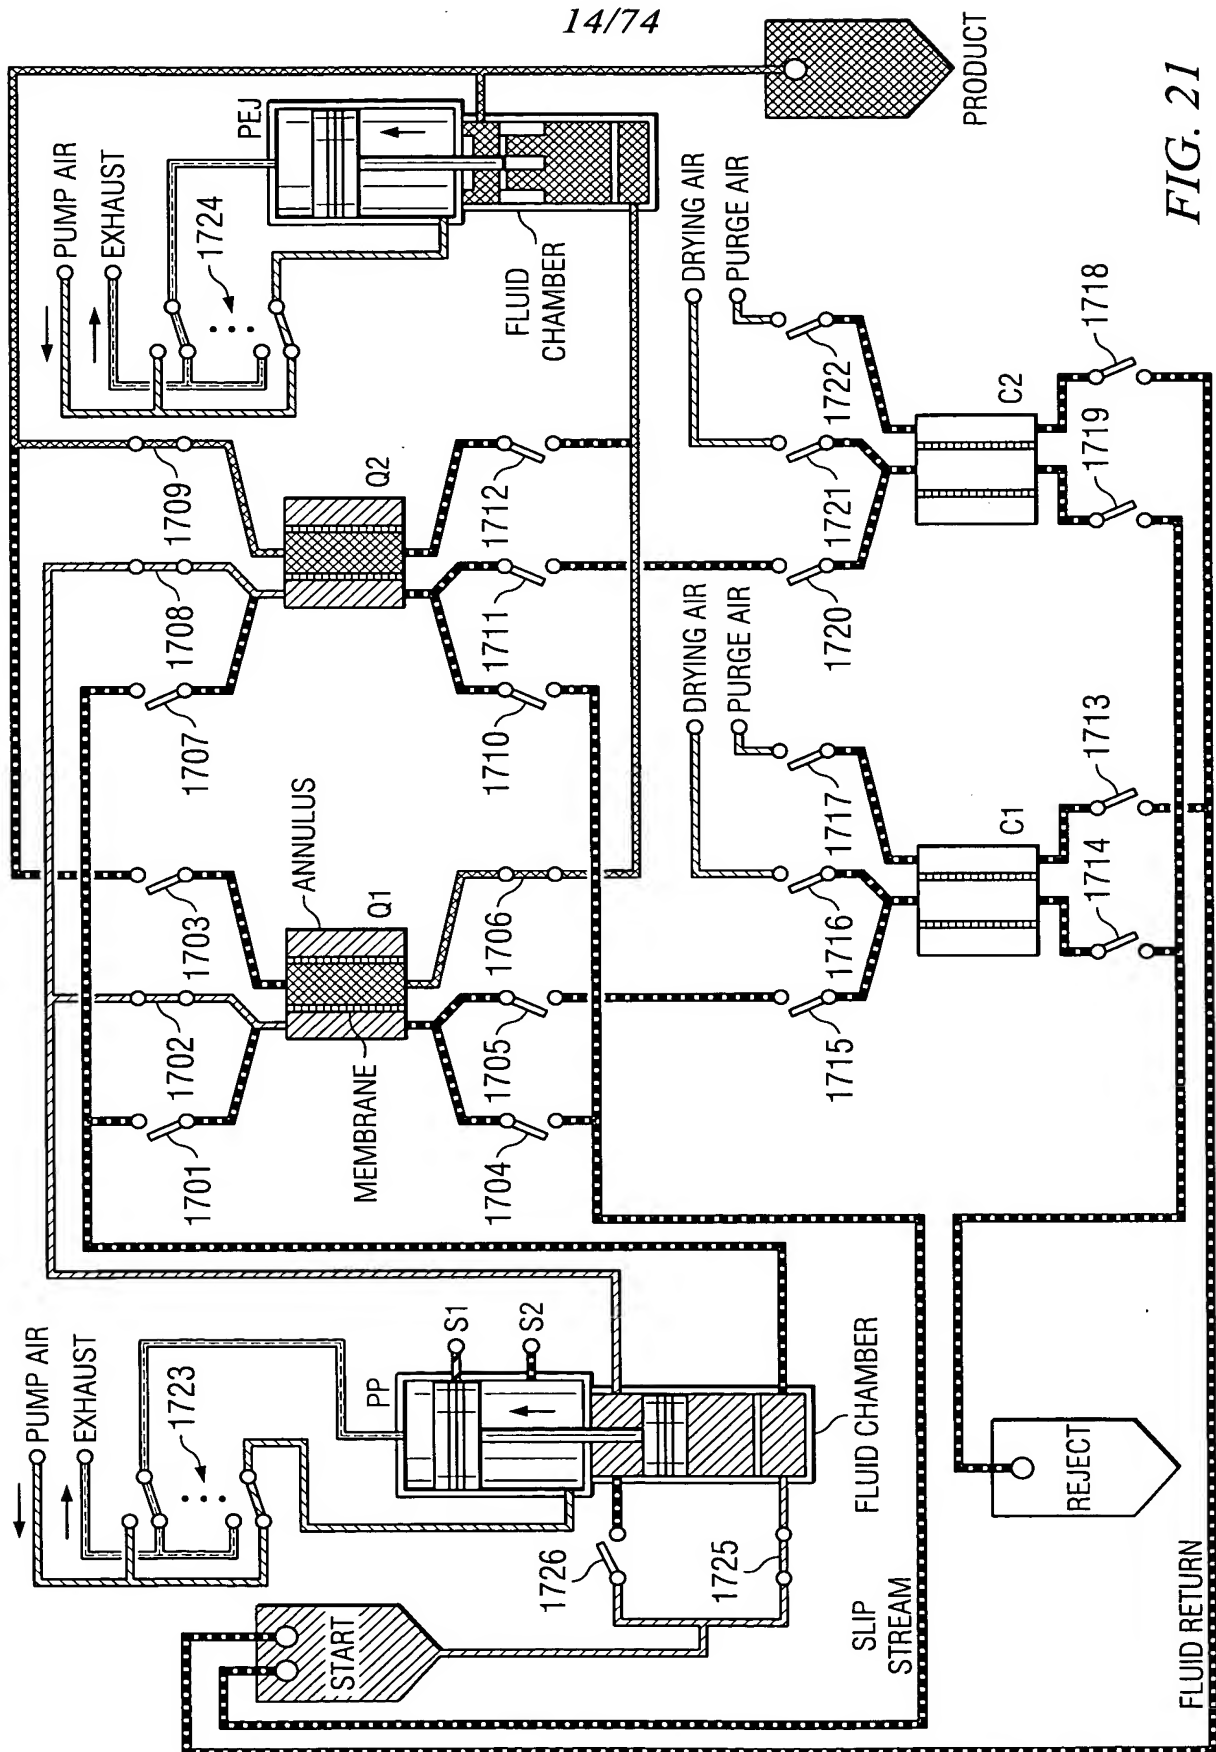 14/74
PUMP AIR
EXHAUST
1724
PEJ
FLUID
CHAMBER
PRODUCT
FIG. 21
1709
1708
1707
Q2
1712
1711
1710
DRYING AIR
PURGE AIR
1722
1721
1720
C2
1718
1719
1703
1702
1701
ANNULUS
Q1
MEMBRANE
1706
1705
1704
DRYING AIR
PURGE AIR
1717
1716
1715
C1
1713
1714
PUMP AIR
EXHAUST
1723
PP
S1
S2
FLUID CHAMBER
1726
1725
START
SLIP
STREAM
REJECT
FLUID RETURN